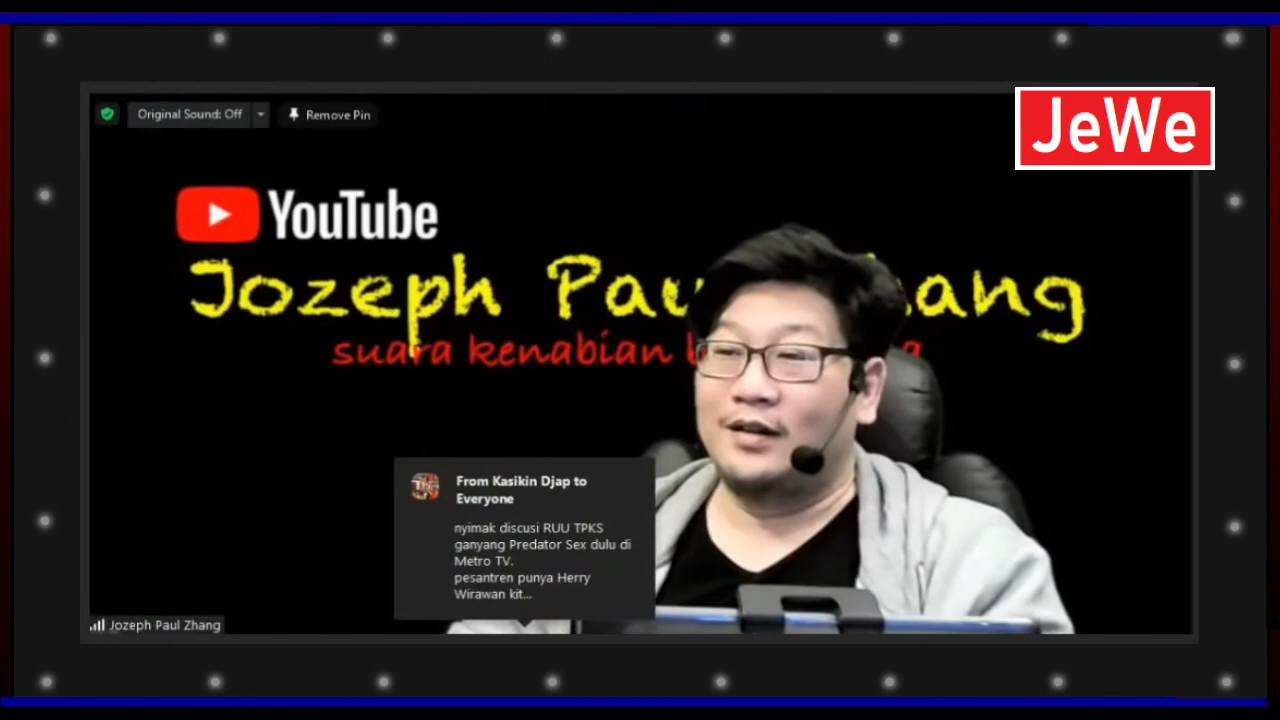 Original Sound: Off
Remove Pin
JeWe
YouTube
Jozeph Paul ang
suara kenabian
From Kasikin Djap to
Everyone
nyimak discusi RUU TPKS
ganyang Predator Sex dulu di
Metro TV.
pesantren punya Herry
Wirawan kit...
Jozeph Paul Zhang